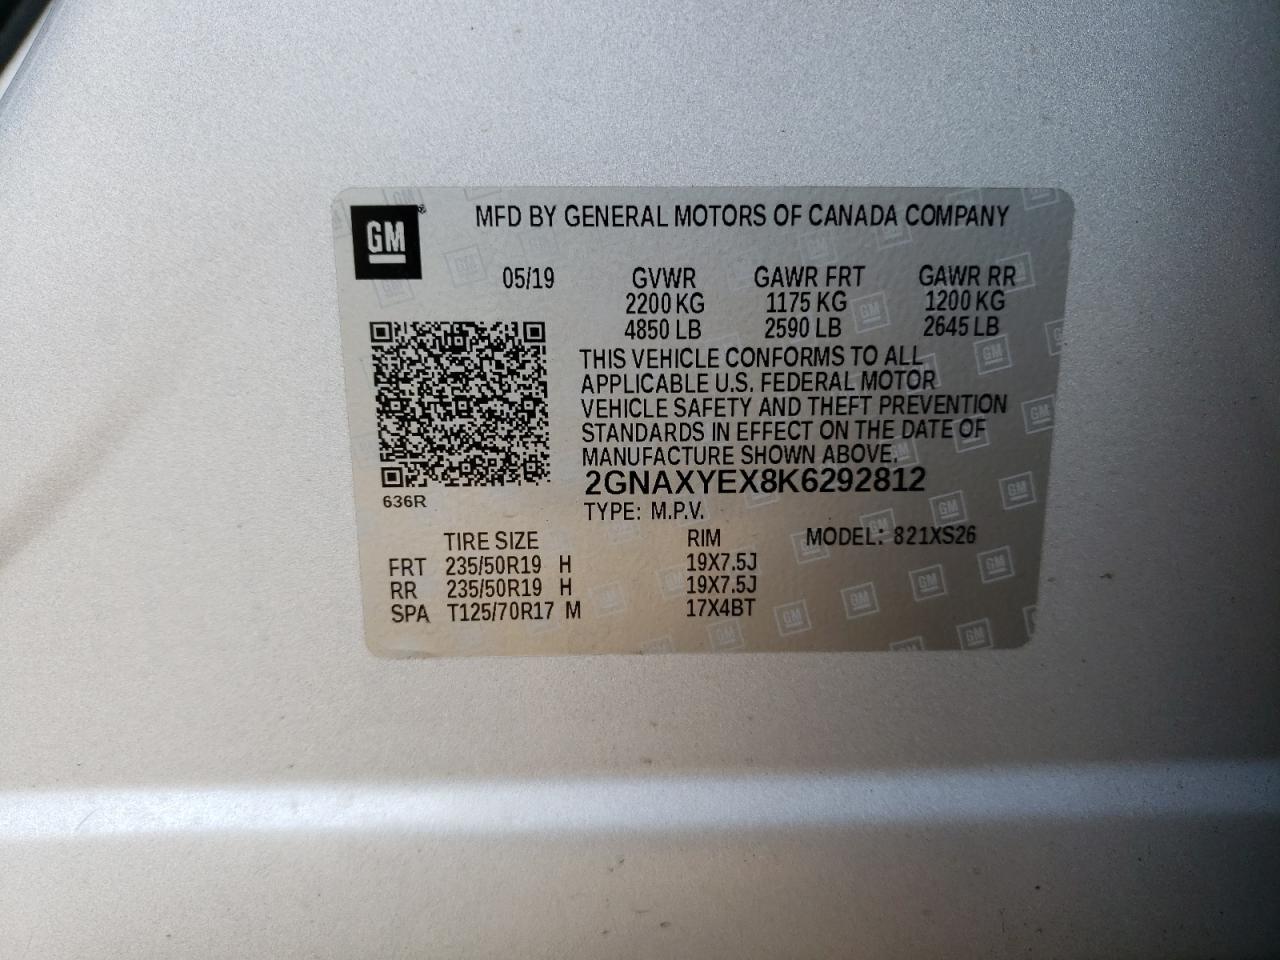 GM
MFD BY GENERAL MOTORS OF CANADA COMPANY
05/19 GVWR GAWR FRT GAWR RR
2200 KG 1175 KG 1200 KG
4850 LB 2590 LB 2645 LB
THIS VEHICLE CONFORMS TO ALL
APPLICABLE U.S. FEDERAL MOTOR
VEHICLE SAFETY AND THEFT PREVENTION
STANDARDS IN EFFECT ON THE DATE OF
MANUFACTURE SHOWN ABOVE.
2GNAXYEX8K6292812
636R
TYPE: M.P.V.
TIRE SIZE RIM MODEL: 821XS26
FRT 235/50R19 H 19X7.5J
RR 235/50R19 H 19X7.5J
SPA T125/70R17 M 17X4BT